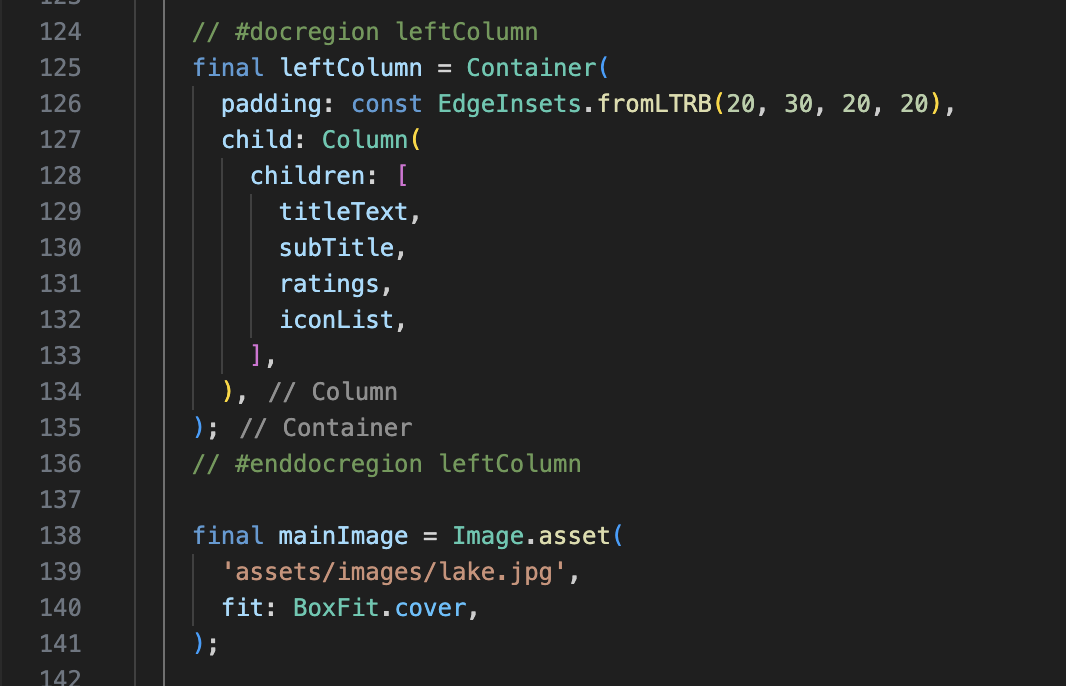 123
124 // #docregion leftColumn
125 final leftColumn = Container(
126 padding: const EdgeInsets.fromLTRB(20, 30, 20, 20),
127 child: Column(
128 children: [
129 titleText,
130 subTitle,
131 ratings,
132 iconList,
133 ],
134 ), // Column
135 ); // Container
136 // #enddocregion leftColumn
137
138 final mainImage = Image.asset(
139 'assets/images/lake.jpg',
140 fit: BoxFit.cover,
141 );
142